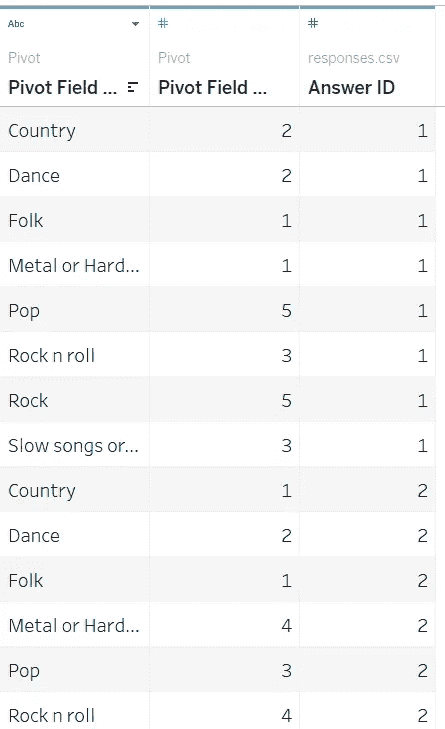 Abc # #
Pivot Pivot responses.csv
Pivot Field ... Pivot Field ... Answer ID
Country 2 1
Dance 2 1
Folk 1 1
Metal or Hard... 1 1
Pop 5 1
Rock n roll 3 1
Rock 5 1
Slow songs or... 3 1
Country 1 2
Dance 2 2
Folk 1 2
Metal or Hard... 4 2
Pop 3 2
Rock n roll 4 2